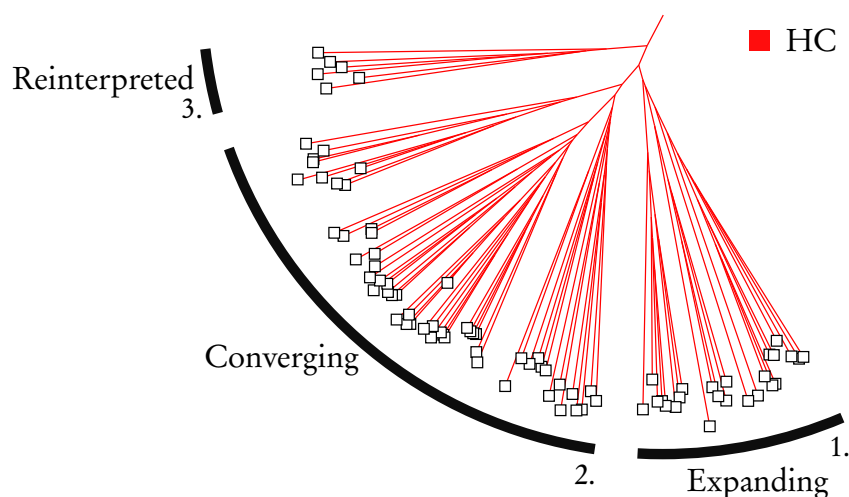 HC
Reinterpreted
3.
Converging
2.
1.
Expanding